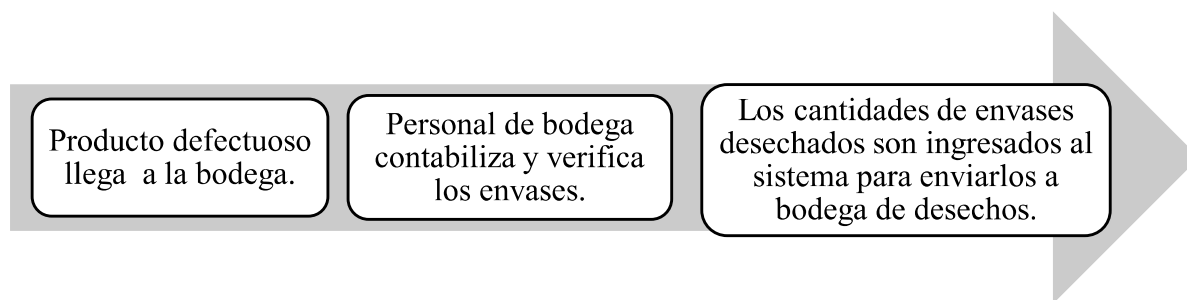 Producto defectuoso
llega  a la bodega.
Personal de bodega
contabiliza y verifica
los envases.
Los cantidades de envases
desechados son ingresados al
sistema para enviarlos a
bodega de desechos.